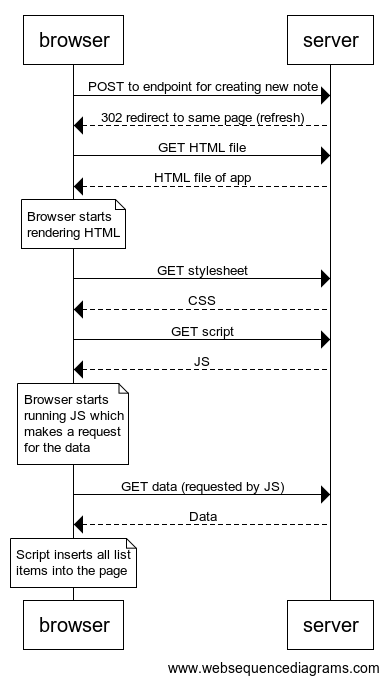 browser
server
POST to endpoint for creating new note
302 redirect to same page (refresh)
GET HTML file
HTML file of app
Browser starts
rendering HTML
GET stylesheet
CSS
GET script
JS
Browser starts
running JS which
makes a request
for the data
GET data (requested by JS)
Data
Script inserts all list
items into the page
browser
server
www.websequencediagrams.com